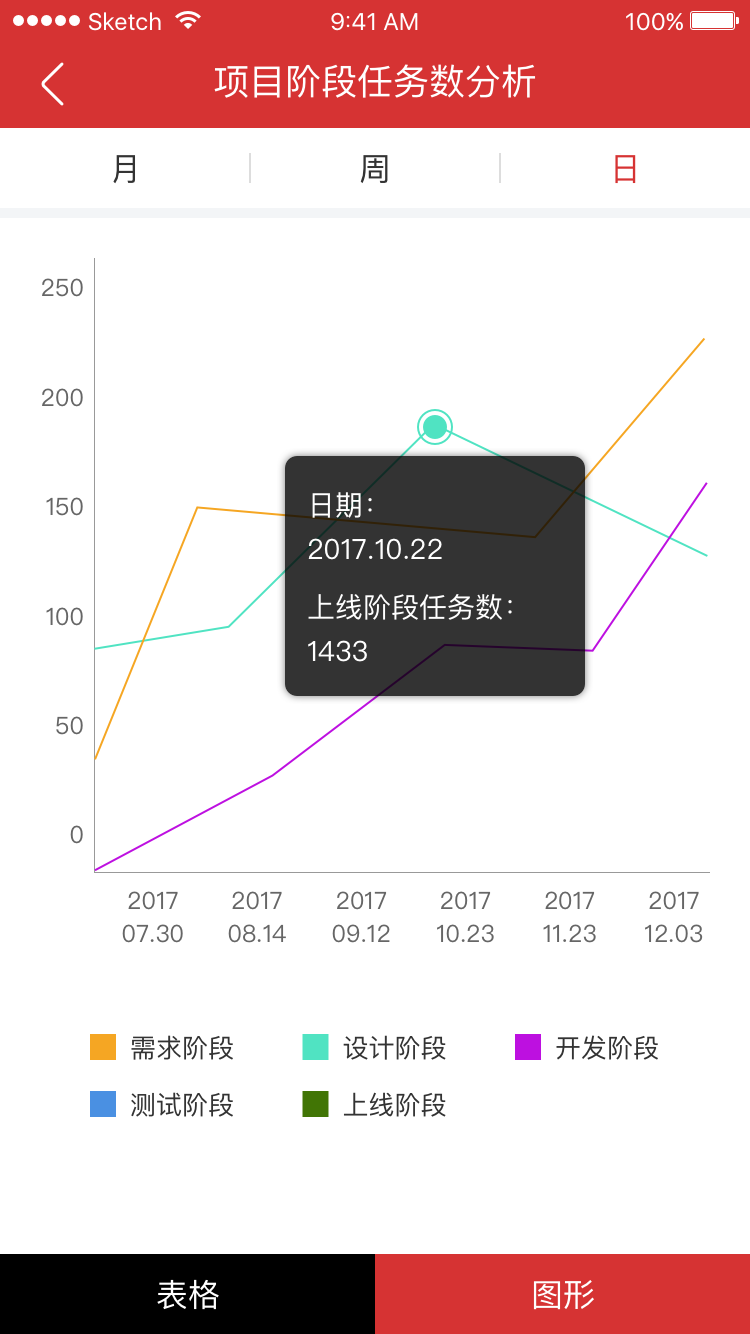 Sketch 9:41 AM 100%
项目阶段任务数分析
月 周 日
250
200
150
100
50
0
日期：
2017.10.22
上线阶段任务数：
1433
2017 2017 2017 2017 2017 2017
07.30 08.14 09.12 10.23 11.23 12.03
需求阶段 设计阶段 开发阶段
测试阶段 上线阶段
表格 图形